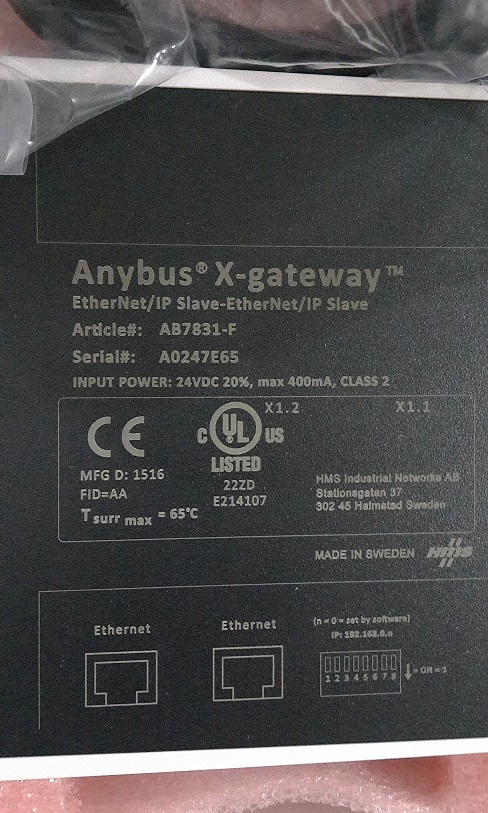 Anybus® X-gateway™
EtherNet/IP Slave-EtherNet/IP Slave
Article#: AB7831-F
Serial#: A0247E65
INPUT POWER: 24VDC 20%, max 400mA, CLASS 2
X1.2 X1.1
CE
C UL US
LISTED
22ZD
E214107
MFG D: 1516
FID=AA
Tsurr max = 65°C
HMS Industrial Networks AB
Stationsgatan 37
302 45 Halmstad Sweden
MADE IN SWEDEN HMS
Ethernet
Ethernet
(n = 0 = set by software)
IP: 192.168.0.n
1 2 3 4 5 6 7 8
= ON = 1